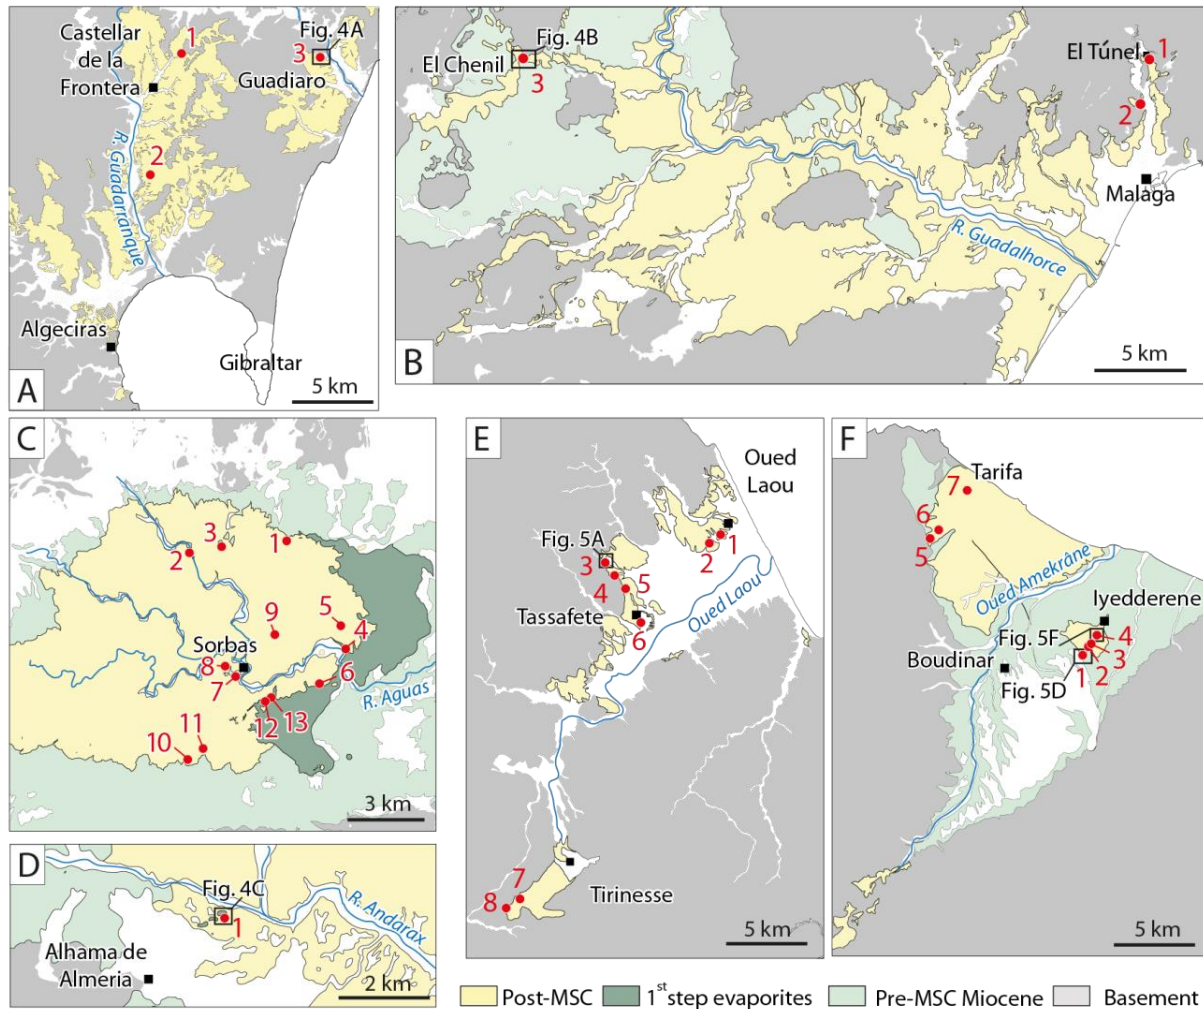 Castellar
de la
Frontera
1
Fig. 4A
3
Guadiaro
2
R. Guadarranque
Algeciras
Gibraltar
5 km
A
Fig. 4B
El Chenil
3
El Túnel
1
2
Malaga
R. Guadalhorce
B
5 km
C
3
1
2
5
9
4
Sorbas
8
7
6
R. Aguas
13
12
11
10
3 km
D
Fig. 4C
1
R. Andarax
Alhama de
Almeria
2 km
E
Oued
Laou
Fig. 5A
3
1
2
4
5
Tassafete
Oued Laou
6
7
8
Tirinesse
5 km
F
7
Tarifa
6
5
Oued Amekrâne
Iyedderene
Fig. 5F
4
3
Boudinar
2
1
Fig. 5D
5 km
Post-MSC
1st step evaporites
Pre-MSC Miocene
Basement